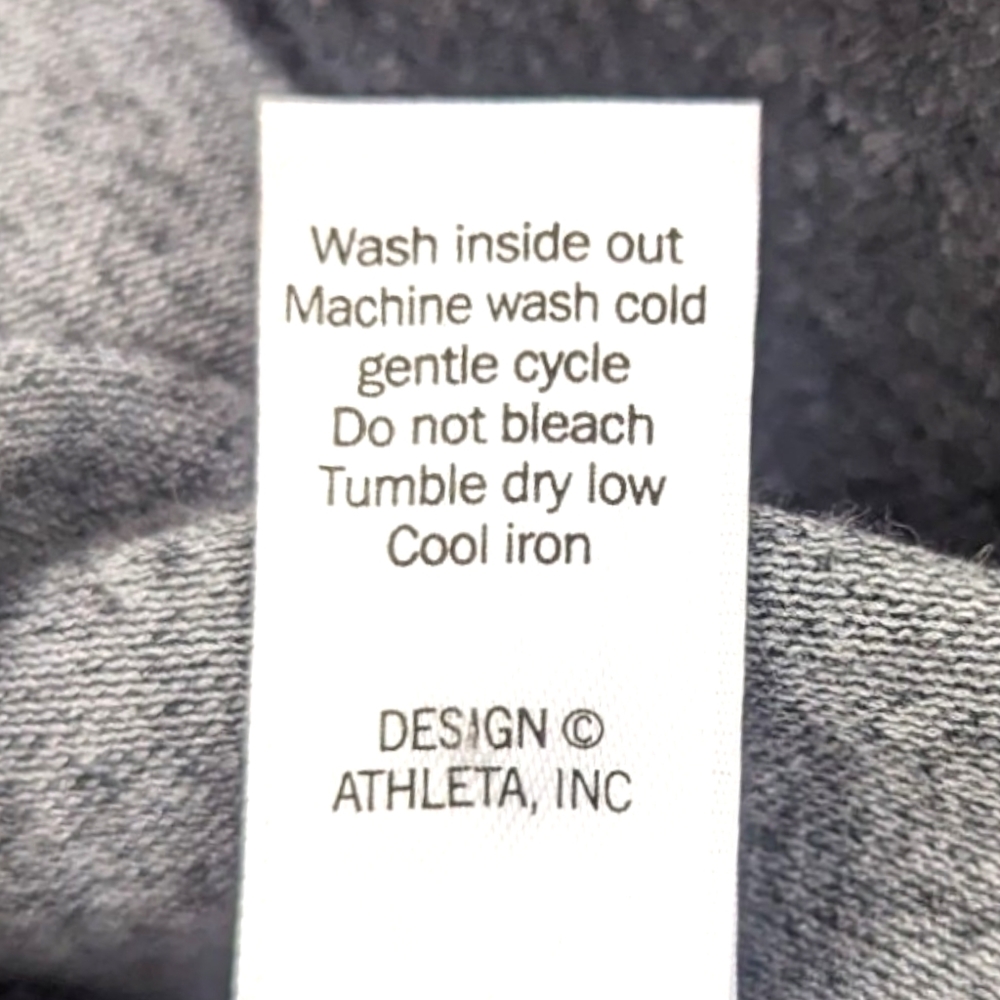 Wash inside out
Machine wash cold
gentle cycle
Do not bleach
Tumble dry low
Cool iron
DESIGN ©
ATHLETA, INC